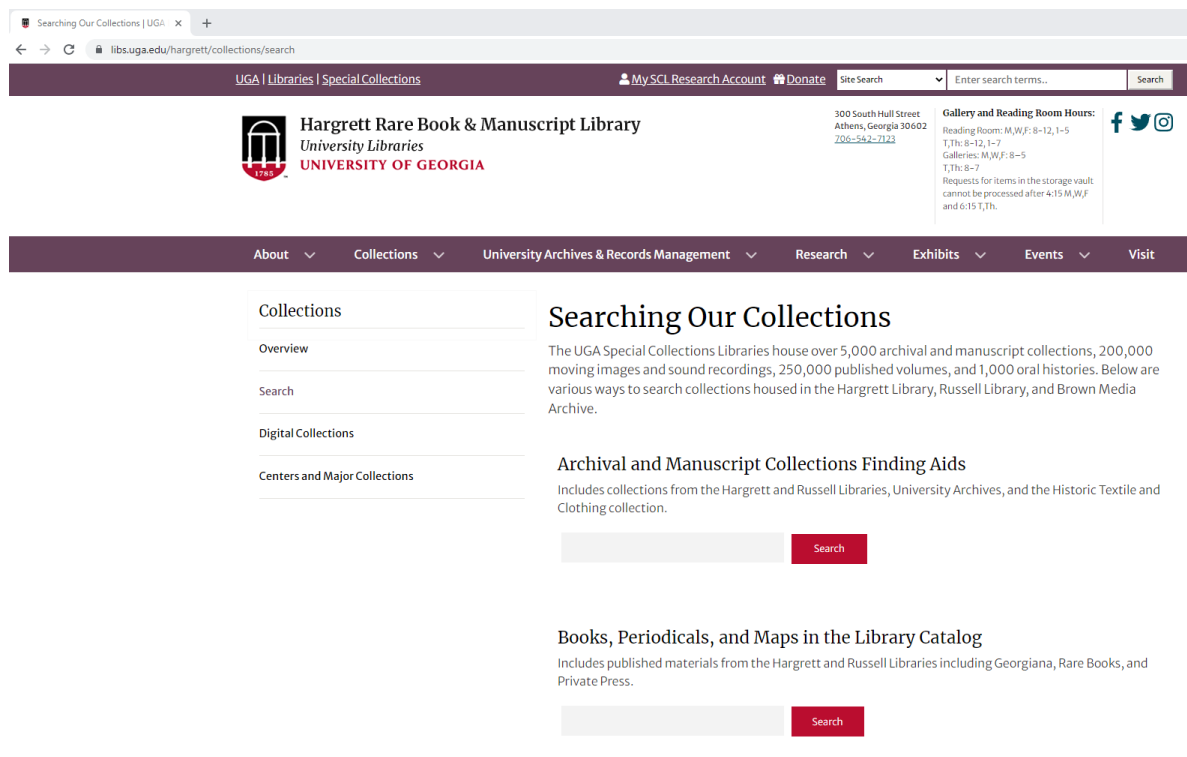 Searching Our Collections | UGA
libs.uga.edu/hargrett/collections/search
UGA | Libraries | Special Collections
My SCL Research Account
Donate
Site Search
Enter search terms..
Search
Hargrett Rare Book & Manuscript Library
University Libraries
UNIVERSITY OF GEORGIA
1785
300 South Hull Street
Athens, Georgia 30602
706-542-7123
Gallery and Reading Room Hours:
Reading Room: M,W,F: 8–12, 1–5
T,Th: 8–12, 1–7
Galleries: M,W,F: 8–5
T,Th: 8–7
Requests for items in the storage vault
cannot be processed after 4:15 M,W,F
and 6:15 T,Th.
About
Collections
University Archives & Records Management
Research
Exhibits
Events
Visit
Collections
Overview
Search
Digital Collections
Centers and Major Collections
Searching Our Collections
The UGA Special Collections Libraries house over 5,000 archival and manuscript collections, 200,000
moving images and sound recordings, 250,000 published volumes, and 1,000 oral histories. Below are
various ways to search collections housed in the Hargrett Library, Russell Library, and Brown Media
Archive.
Archival and Manuscript Collections Finding Aids
Includes collections from the Hargrett and Russell Libraries, University Archives, and the Historic Textile and
Clothing collection.
Search
Books, Periodicals, and Maps in the Library Catalog
Includes published materials from the Hargrett and Russell Libraries including Georgiana, Rare Books, and
Private Press.
Search